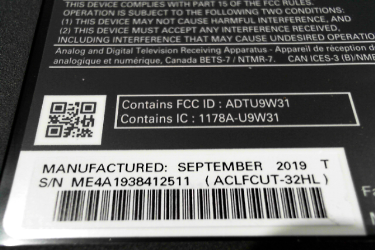 THIS DEVICE COMPLIES WITH PART 15 OF THE FCC RULES.
OPERATION IS SUBJECT TO THE FOLLOWING TWO CONDITIONS:
(1) THIS DEVICE MAY NOT CAUSE HARMFUL INTERFERENCE, AND
(2) THIS DEVICE MUST ACCEPT ANY INTERFERENCE RECEIVED,
INCLUDING INTERFERENCE THAT MAY CAUSE UNDESIRED OPERATION
Analog and Digital Television Receiving Apparatus - Appareil de réception de
analogique et numérique, Canada BETS-7 / NTMR-7. CAN ICES-3 (B)/NM
Contains FCC ID : ADTU9W31
Contains IC : 1178A-U9W31
MANUFACTURED: SEPTEMBER 2019 T
S/N ME4A1938412511 (ACLFCUT-32HL)
Fa